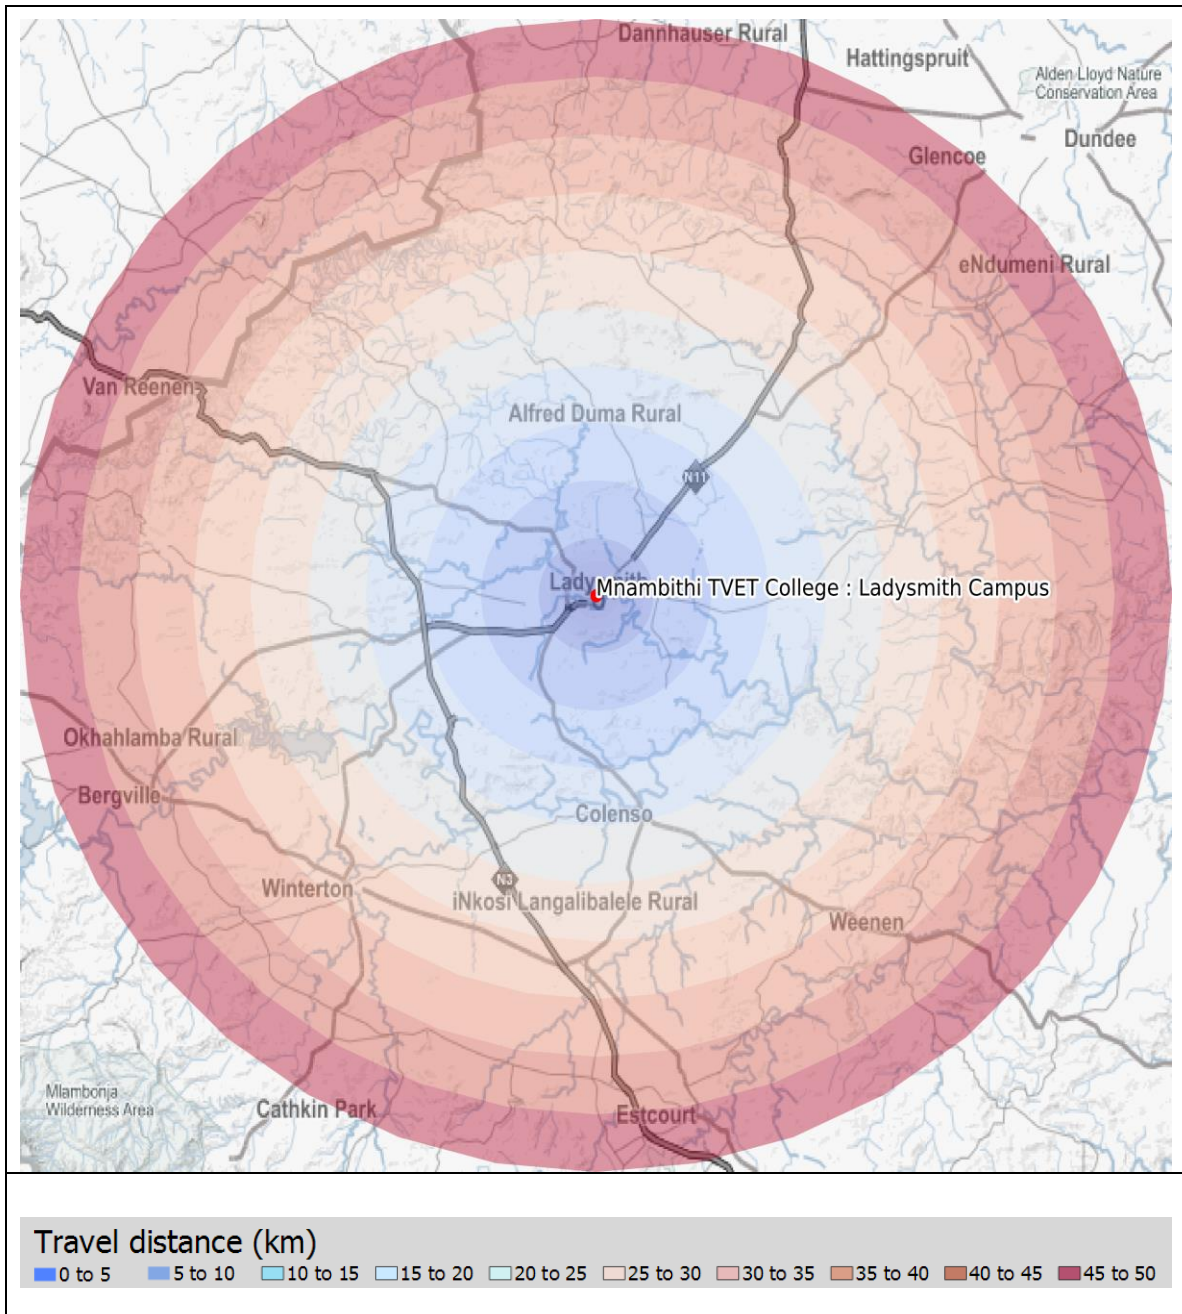 Dannhauser Rural
Hattingspruit
Alden Lloyd Nature
Conservation Area
Dundee
Glencoe
eNdumeni Rural
Van Reenen
Alfred Duma Rural
N11
Ladysmith
Mnambithi TVET College : Ladysmith Campus
Okhahlamba Rural
Bergville
Colenso
N3
Winterton
iNkosi Langalibalele Rural
Weenen
Mlambonja
Wilderness Area
Cathkin Park
Estcourt
Travel distance (km)
0 to 5 5 to 10 10 to 15 15 to 20 20 to 25 25 to 30 30 to 35 35 to 40 40 to 45 45 to 50